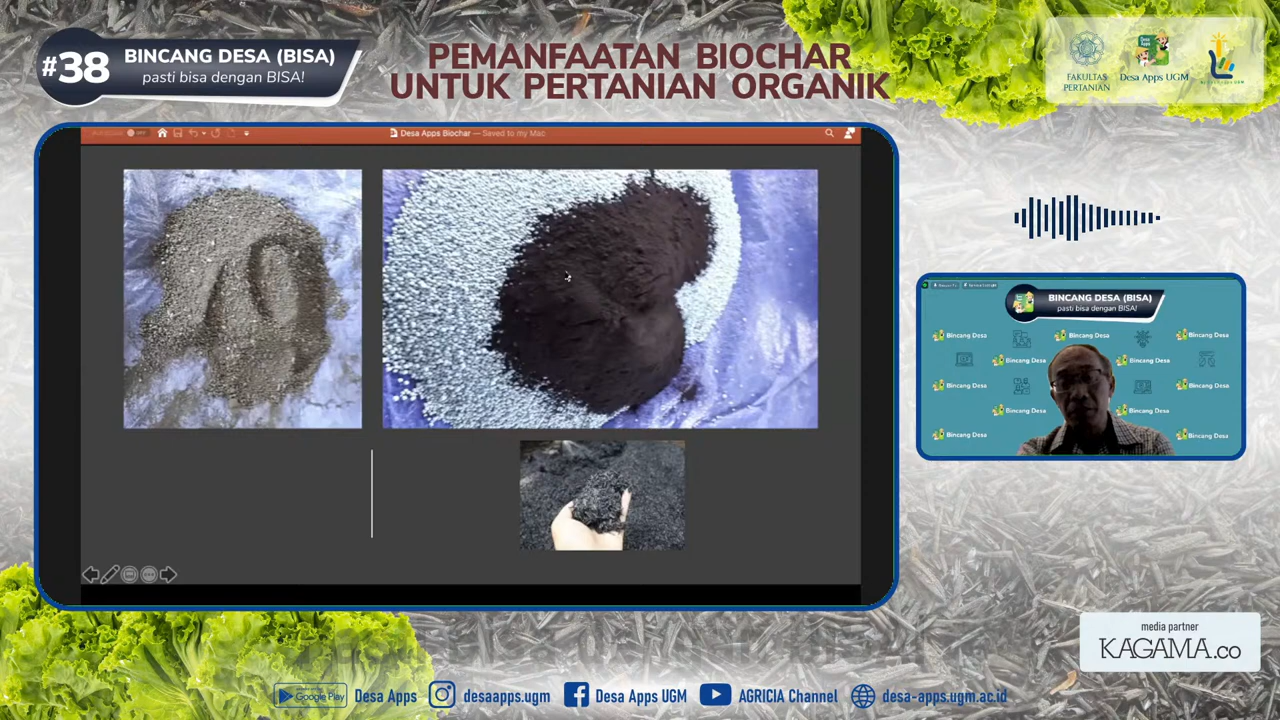 #38
BINCANG DESA (BISA)
pasti bisa dengan BISA!
PEMANFAATAN BIOCHAR
UNTUK PERTANIAN ORGANIK
FAKULTAS
PERTANIAN
Desa Apps UGM
Desa Apps Biochar — Saved to my Mac
BINCANG DESA (BISA)
pasti bisa dengan BISA!
Bincang Desa
Bincang Desa
Bincang Desa
Bincang Desa
Bincang Desa
Bincang Desa
Bincang Desa
Bincang Desa
Bincang Desa
Bincang Desa
Bincang Desa
media partner
KAGAMA.co
Google Play
Desa Apps
desaapps.ugm
Desa Apps UGM
AGRICIA Channel
desa-apps.ugm.ac.id